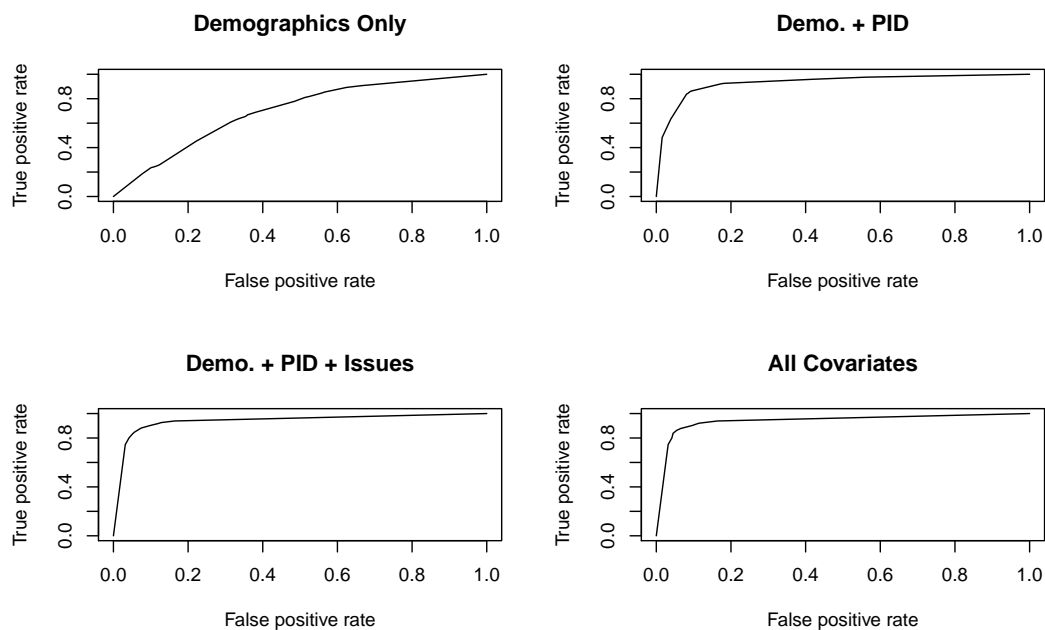 Demographics Only
True positive rate
0.0 0.4 0.8
0.0 0.2 0.4 0.6 0.8 1.0
False positive rate
Demo. + PID
True positive rate
0.0 0.4 0.8
0.0 0.2 0.4 0.6 0.8 1.0
False positive rate
Demo. + PID + Issues
True positive rate
0.0 0.4 0.8
0.0 0.2 0.4 0.6 0.8 1.0
False positive rate
All Covariates
True positive rate
0.0 0.4 0.8
0.0 0.2 0.4 0.6 0.8 1.0
False positive rate